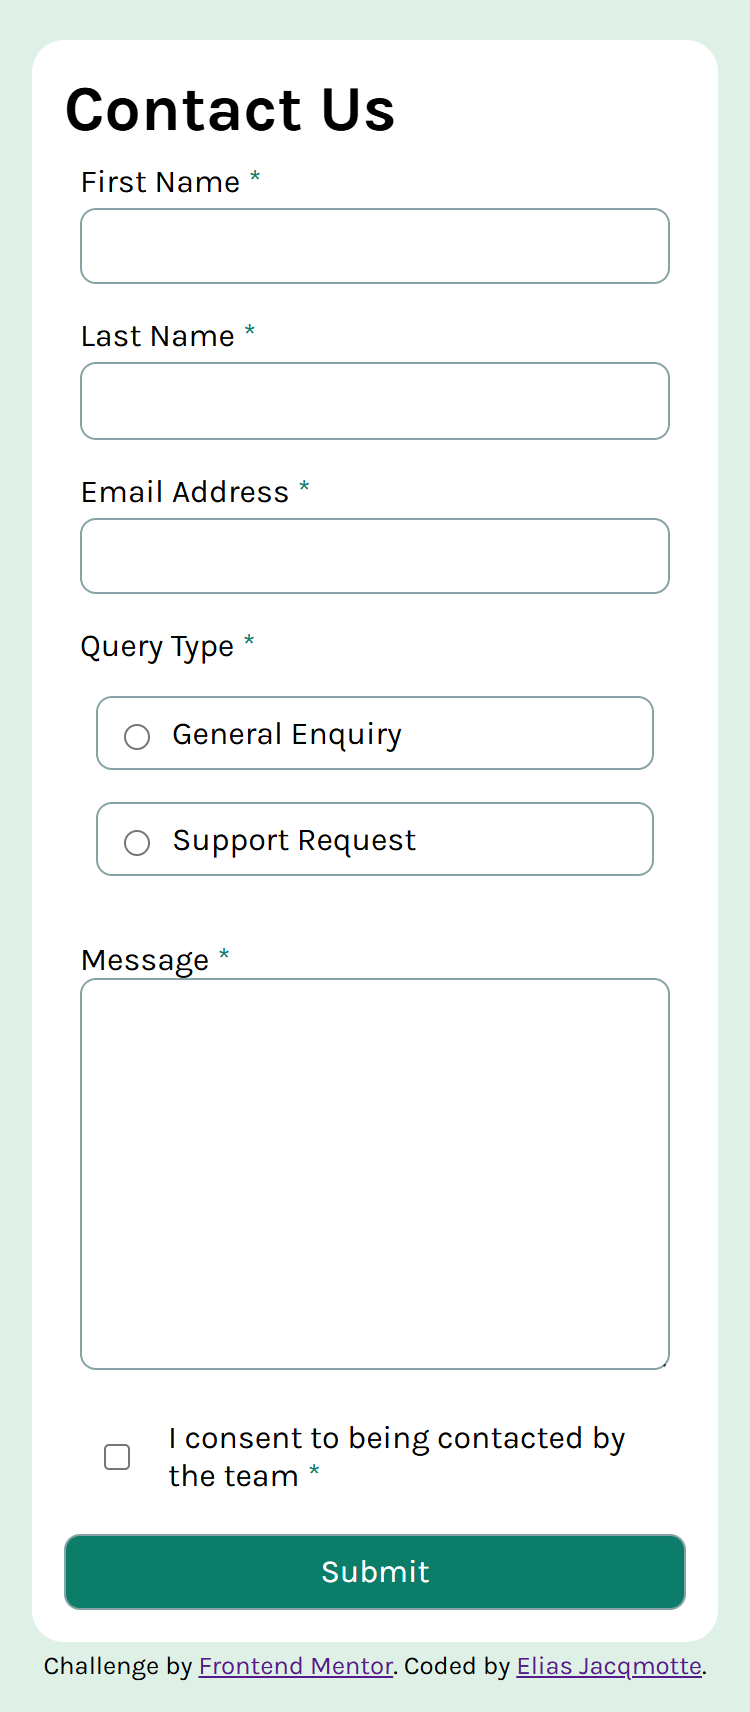 Contact Us
First Name *
Last Name *
Email Address *
Query Type *
General Enquiry
Support Request
Message *
I consent to being contacted by
the team *
Submit
Challenge by Frontend Mentor. Coded by Elias Jacqmotte.